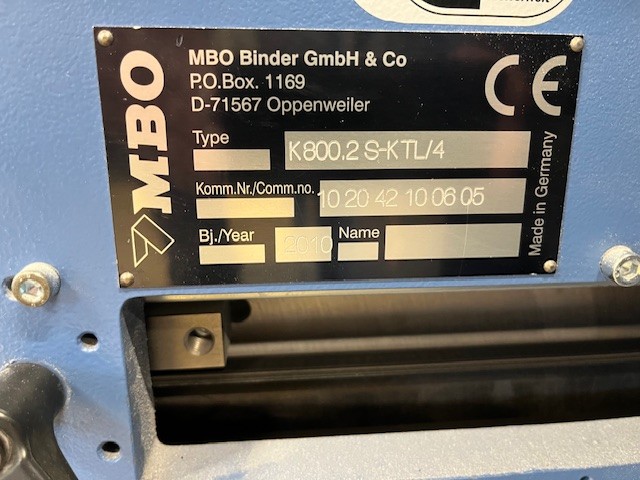 MBO
MBO Binder GmbH & Co
P.O.Box. 1169
D-71567 Oppenweiler
CE
Type K800.2 S-KTL/4
Komm.Nr./Comm.no. 10 20 42 10 06 05
Bj./Year 2010 Name
Made in Germany